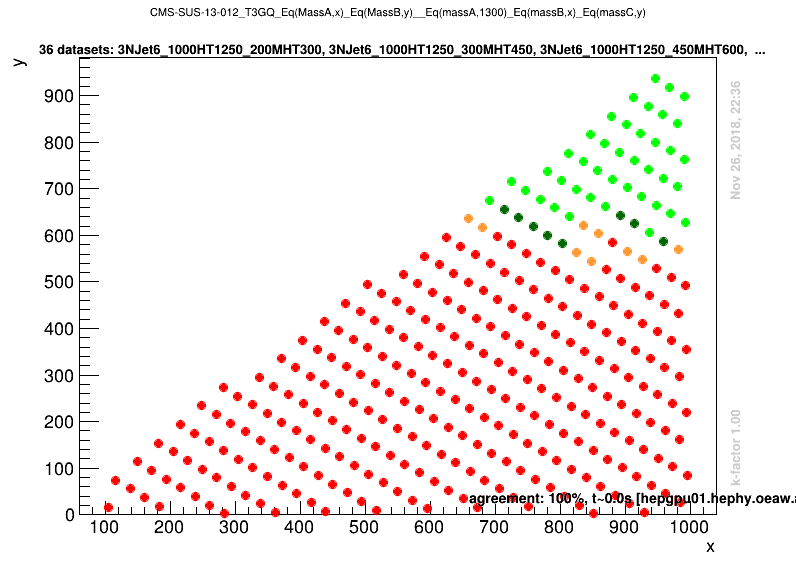 CMS-SUS-13-012_T3GQ_Eq(MassA,x)_Eq(MassB,y)__Eq(massA,1300)_Eq(massB,x)_Eq(massC,y)
36 datasets: 3NJet6_1000HT1250_200MHT300, 3NJet6_1000HT1250_300MHT450, 3NJet6_1000HT1250_450MHT600, ...
y
900
800
700
600
500
400
300
200
100
0
Nov 26, 2018, 22:36
k-factor 1.00
agreement: 100%, t~0.0s [hepgpu01.hephy.oeaw.a
100 200 300 400 500 600 700 800 900 1000
x